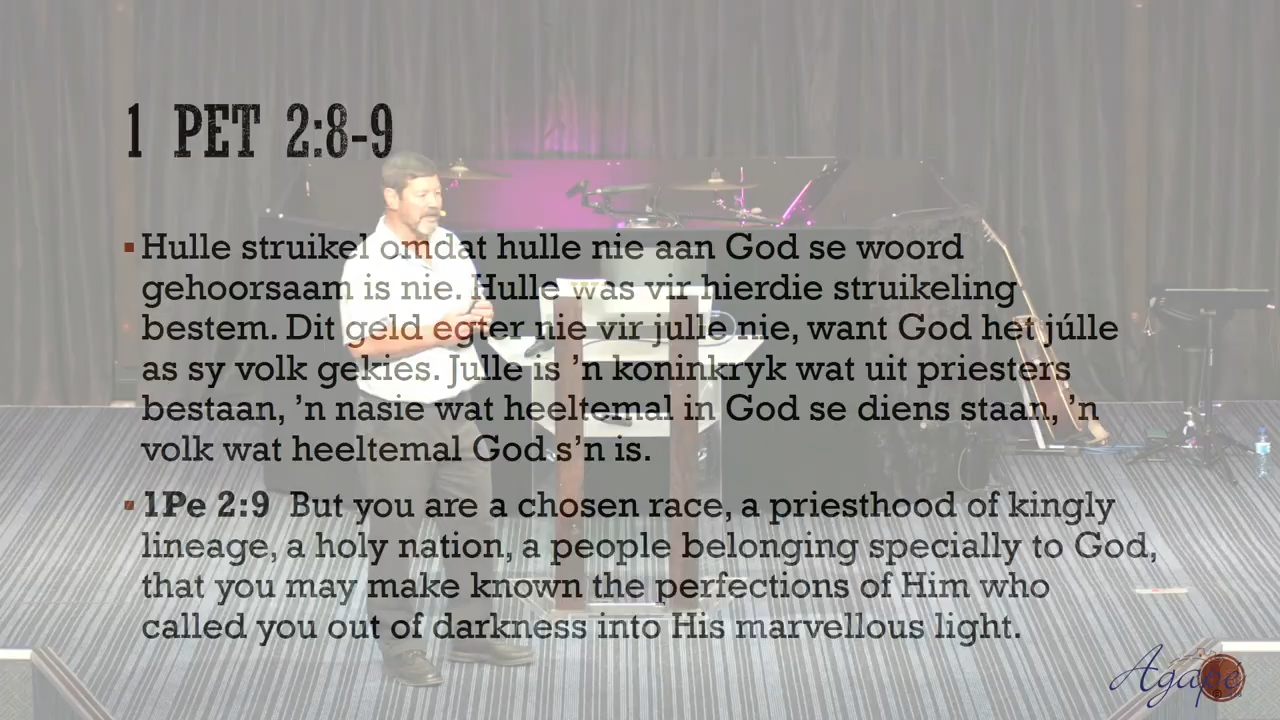 1 PET 2:8-9
▪ Hulle struikel omdat hulle nie aan God se woord
gehoorsaam is nie. Hulle was vir hierdie struikeling
bestem. Dit geld egter nie vir julle nie, want God het júlle
as sy volk gekies. Julle is ’n koninkryk wat uit priesters
bestaan, ’n nasie wat heeltemal in God se diens staan, ’n
volk wat heeltemal God s’n is.
▪ 1Pe 2:9 But you are a chosen race, a priesthood of kingly
lineage, a holy nation, a people belonging specially to God,
that you may make known the perfections of Him who
called you out of darkness into His marvellous light.
Agapé